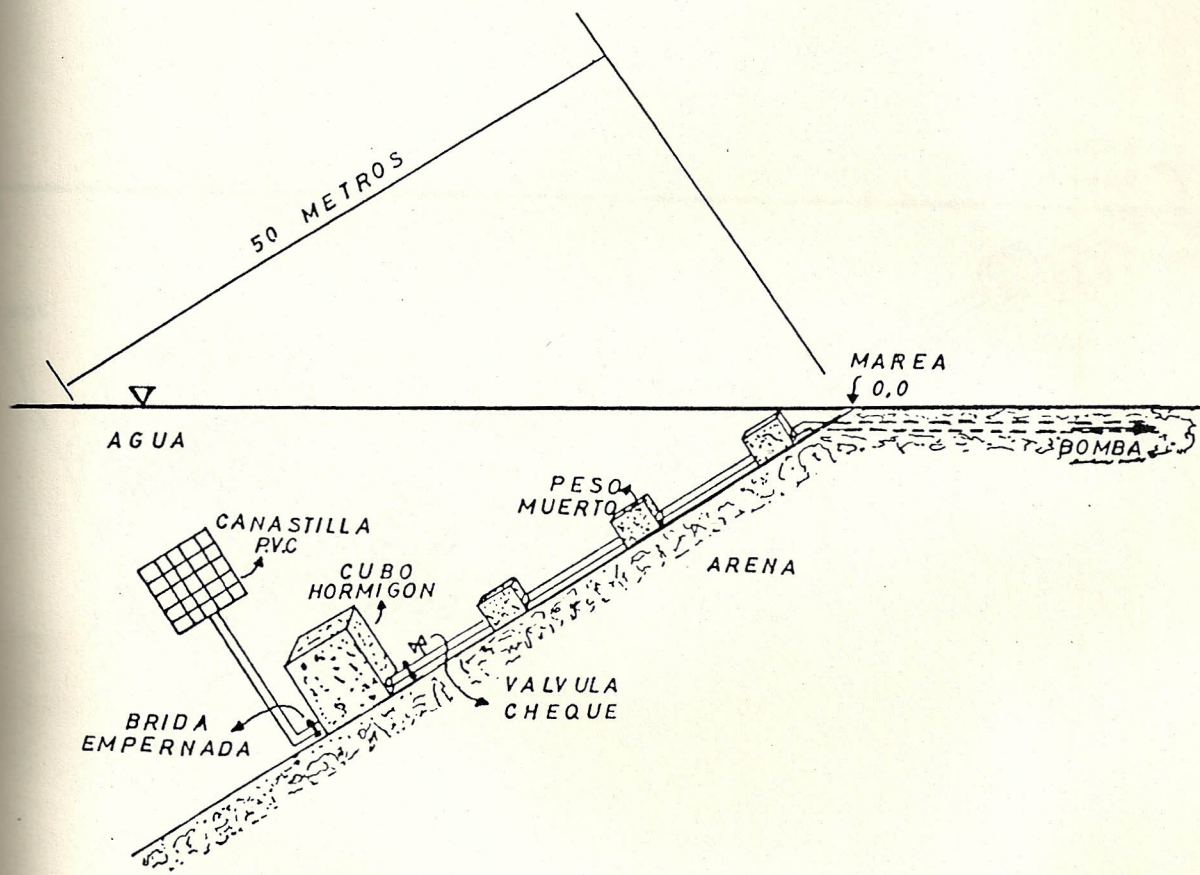 50 METROS
MAREA
0,0
AGUA
BOMBA
PESO
MUERTO
CANASTILLA
P.V.C
CUBO
HORMIGON
ARENA
VALVULA
CHEQUE
BRIDA
EMPERNADA